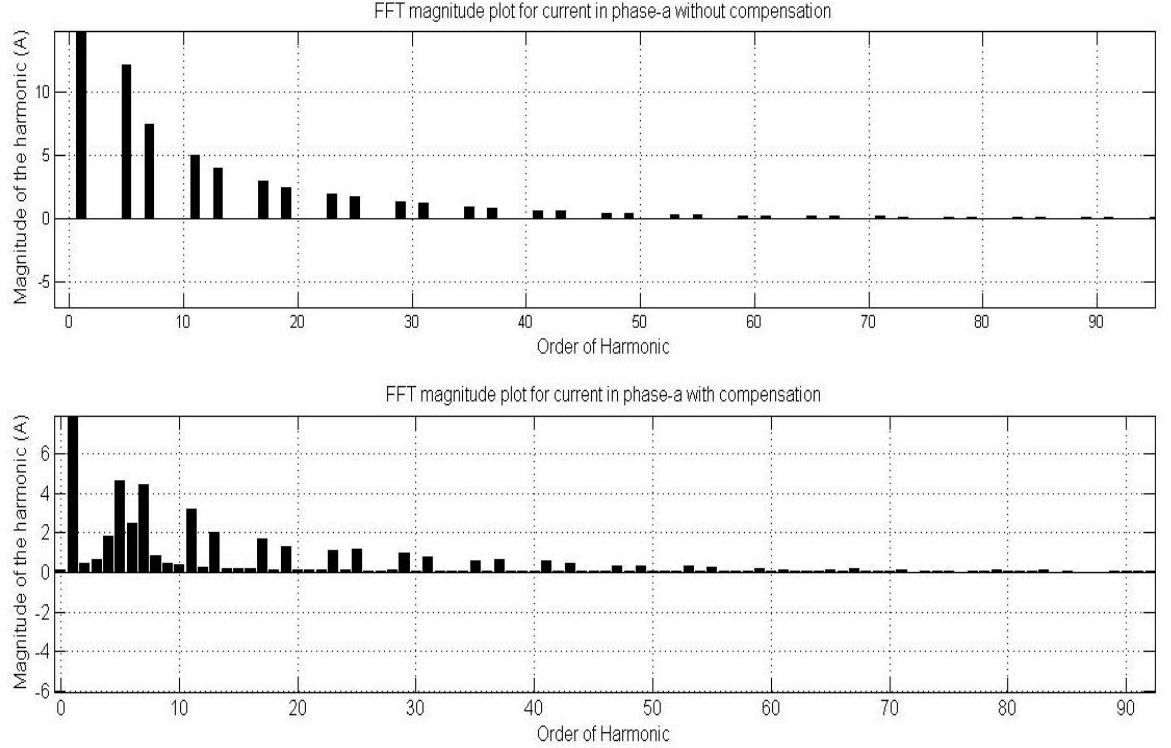 FFT magnitude plot for current in phase-a without compensation
Magnitude of the harmonic (A)
10
5
0
-5
0 10 20 30 40 50 60 70 80 90
Order of Harmonic
FFT magnitude plot for current in phase-a with compensation
Magnitude of the harmonic (A)
6
4
2
0
-2
-4
-6
0 10 20 30 40 50 60 70 80 90
Order of Harmonic